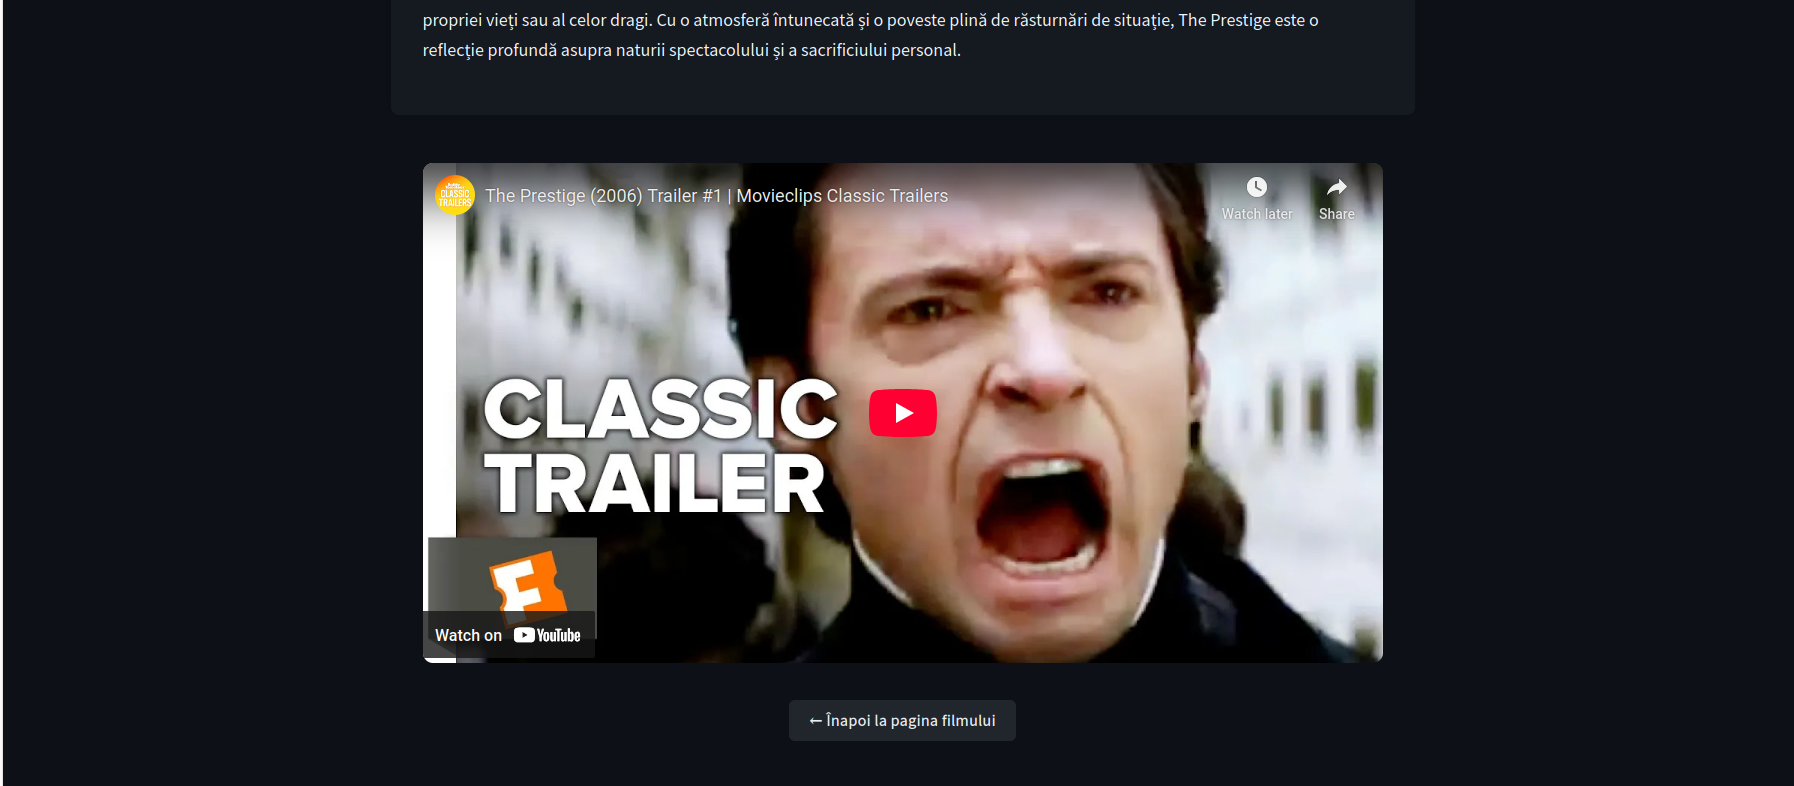 propriei vieți sau al celor dragi. Cu o atmosferă întunecată și o poveste plină de răsturnări de situație, The Prestige este o
reflecție profundă asupra naturii spectacolului și a sacrificiului personal.
CLASSIC
TRAILERS
The Prestige (2006) Trailer #1 | Movieclips Classic Trailers
Watch later
Share
CLASSIC
TRAILER
F
Watch on YouTube
← Înapoi la pagina filmului